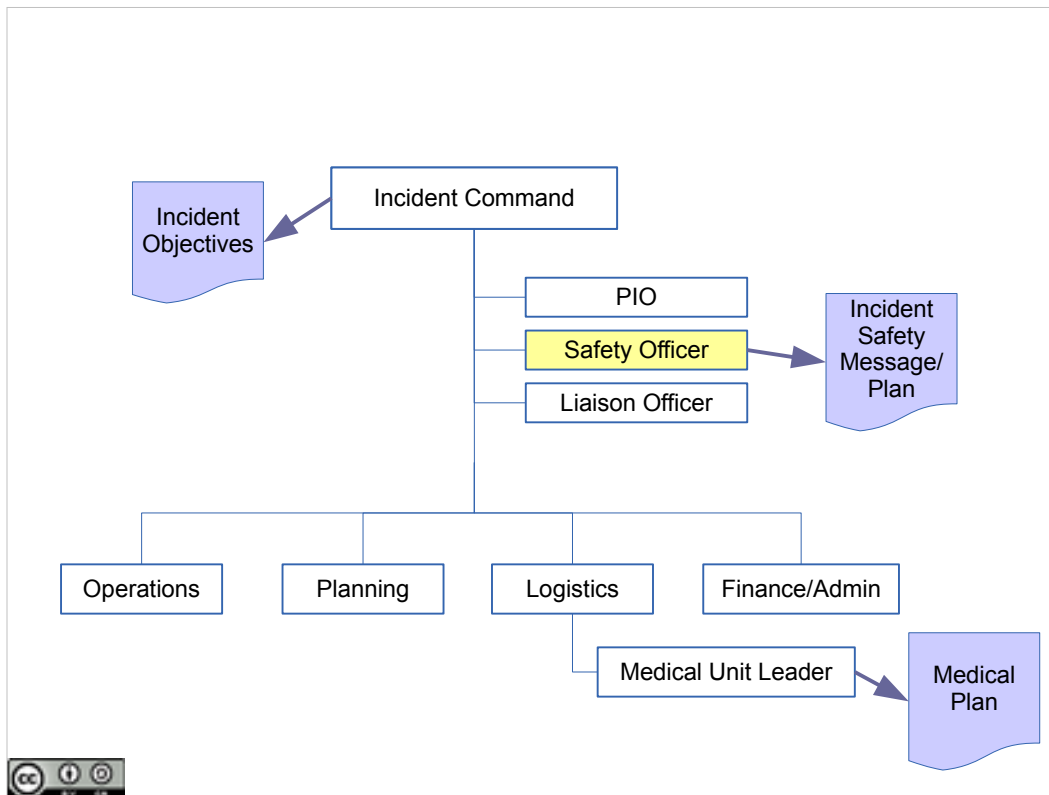 Incident Command
Incident
Objectives
PIO
Safety Officer
Liaison Officer
Incident
Safety
Message/
Plan
Operations
Planning
Logistics
Finance/Admin
Medical Unit Leader
Medical
Plan
cc